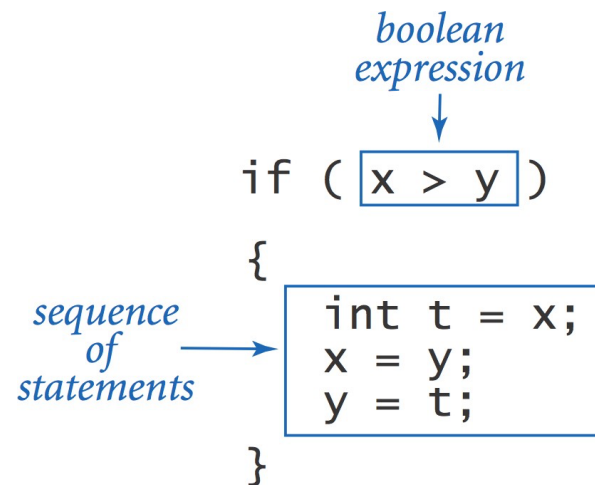 boolean
expression
if ( x > y )
{
sequence
of
statements
int t = x;
x = y;
y = t;
}